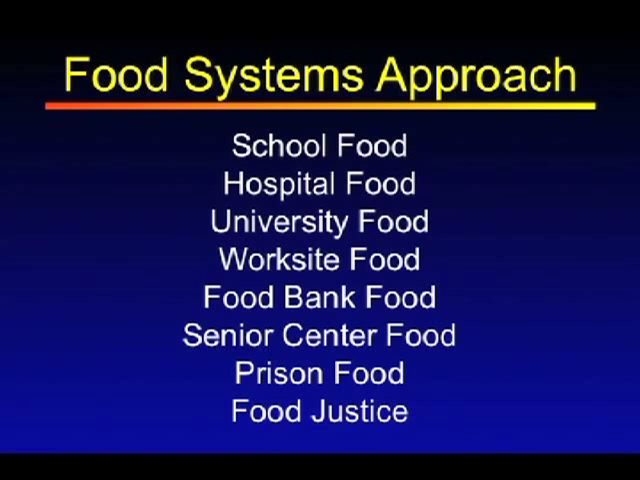 Food Systems Approach
School Food
Hospital Food
University Food
Worksite Food
Food Bank Food
Senior Center Food
Prison Food
Food Justice